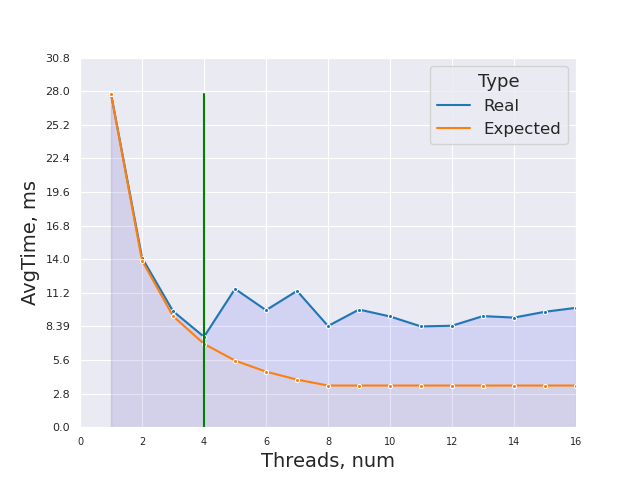 30.8
28.0
25.2
22.4
19.6
16.8
14.0
11.2
8.39
5.6
2.8
0.0
AvgTime, ms
Type
Real
Expected
0 2 4 6 8 10 12 14 16
Threads, num